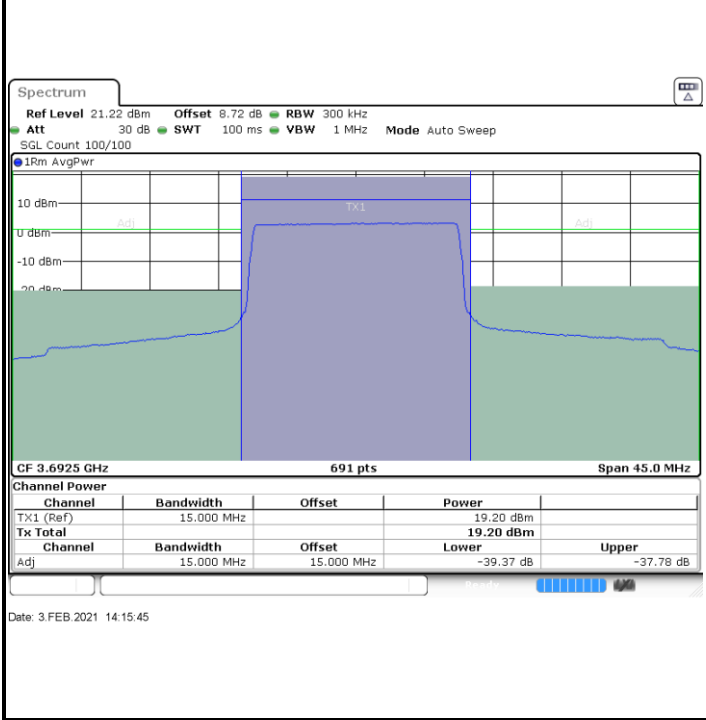 Spectrum
Ref Level 21.22 dBm Offset 8.72 dB RBW 300 kHz
Att 30 dB SWT 100 ms VBW 1 MHz Mode Auto Sweep
SGL Count 100/100
1Rm AvgPwr
10 dBm
TX1
Adj Adj
0 dBm
-10 dBm
-20 dBm
CF 3.6925 GHz 691 pts Span 45.0 MHz
Channel Power
Channel Bandwidth Offset Power
TX1 (Ref) 15.000 MHz 19.20 dBm
Tx Total 19.20 dBm
Channel Bandwidth Offset Lower Upper
Adj 15.000 MHz 15.000 MHz -39.37 dB -37.78 dB
Ready
Date: 3.FEB.2021 14:15:45